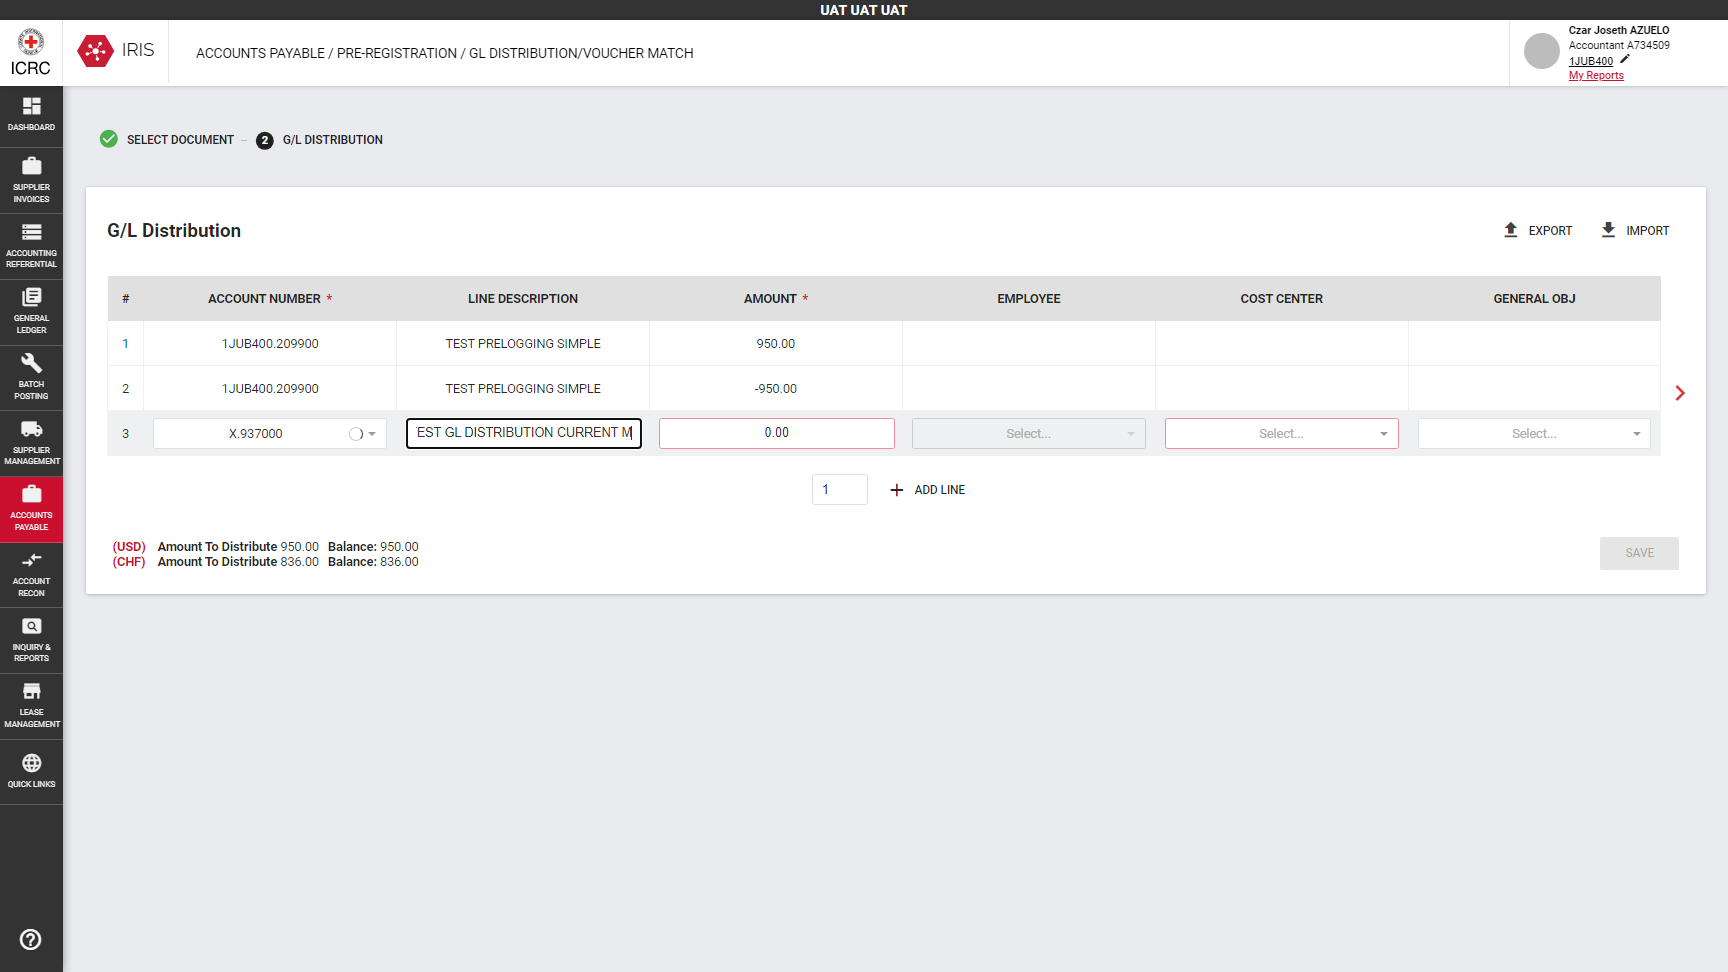 UAT UAT UAT
ICRC
IRIS
ACCOUNTS PAYABLE / PRE-REGISTRATION / GL DISTRIBUTION/VOUCHER MATCH
Czar Joseth AZUELO
Accountant A734509
1JUB400
My Reports
DASHBOARD
SUPPLIER
INVOICES
ACCOUNTING
REFERENTIAL
GENERAL
LEDGER
BATCH
POSTING
SUPPLIER
MANAGEMENT
ACCOUNTS
PAYABLE
ACCOUNT
RECON
INQUIRY &
REPORTS
LEASE
MANAGEMENT
QUICK LINKS
SELECT DOCUMENT
2 G/L DISTRIBUTION
G/L Distribution
EXPORT
IMPORT
# ACCOUNT NUMBER * LINE DESCRIPTION AMOUNT * EMPLOYEE COST CENTER GENERAL OBJ
1 1JUB400.209900 TEST PRELOGGING SIMPLE 950.00
2 1JUB400.209900 TEST PRELOGGING SIMPLE -950.00
3 X.937000 EST GL DISTRIBUTION CURRENT M 0.00 Select... Select... Select...
1 ADD LINE
(USD) Amount To Distribute 950.00 Balance: 950.00
(CHF) Amount To Distribute 836.00 Balance: 836.00
SAVE